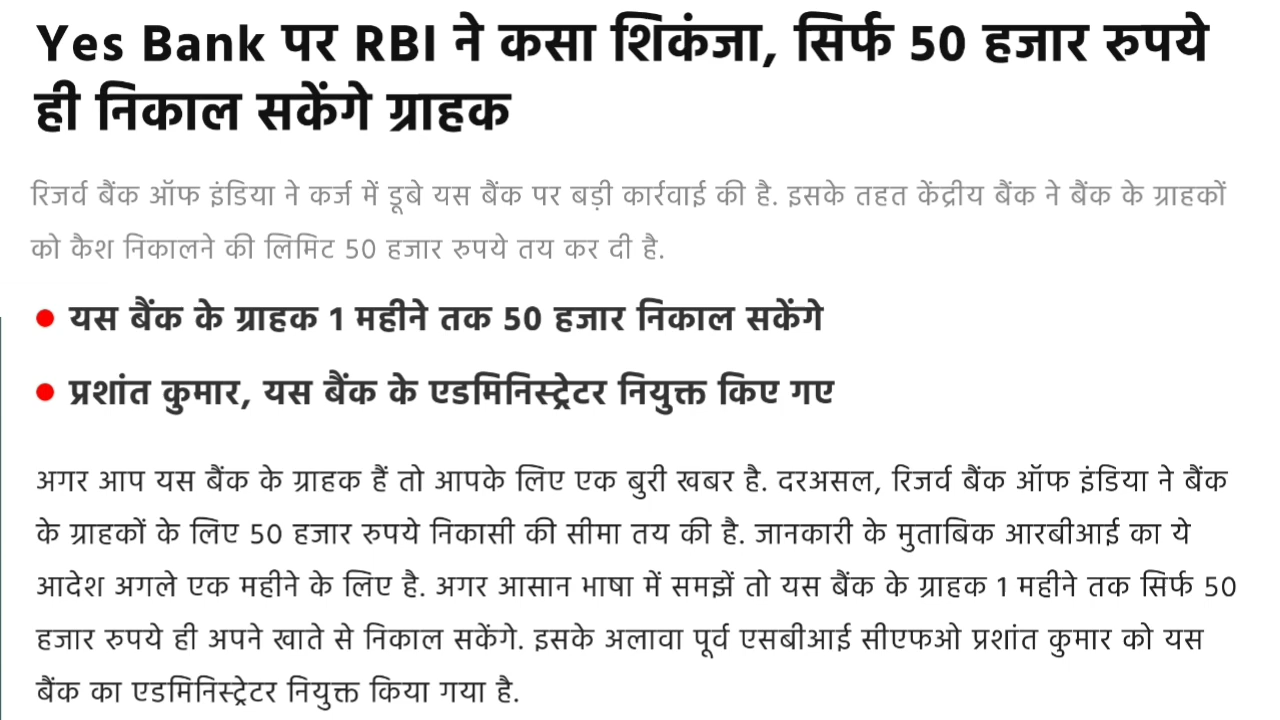 Yes Bank पर RBI ने कसा शिकंजा, सिर्फ 50 हजार रुपये
ही निकाल सकेंगे ग्राहक
रिजर्व बैंक ऑफ इंडिया ने कर्ज में डूबे यस बैंक पर बड़ी कार्रवाई की है. इसके तहत केंद्रीय बैंक ने बैंक के ग्राहकों
को कैश निकालने की लिमिट 50 हजार रुपये तय कर दी है.
● यस बैंक के ग्राहक 1 महीने तक 50 हजार निकाल सकेंगे
● प्रशांत कुमार, यस बैंक के एडमिनिस्ट्रेटर नियुक्त किए गए
अगर आप यस बैंक के ग्राहक हैं तो आपके लिए एक बुरी खबर है. दरअसल, रिजर्व बैंक ऑफ इंडिया ने बैंक
के ग्राहकों के लिए 50 हजार रुपये निकासी की सीमा तय की है. जानकारी के मुताबिक आरबीआई का ये
आदेश अगले एक महीने के लिए है. अगर आसान भाषा में समझें तो यस बैंक के ग्राहक 1 महीने तक सिर्फ 50
हजार रुपये ही अपने खाते से निकाल सकेंगे. इसके अलावा पूर्व एसबीआई सीएफओ प्रशांत कुमार को यस
बैंक का एडमिनिस्ट्रेटर नियुक्त किया गया है.